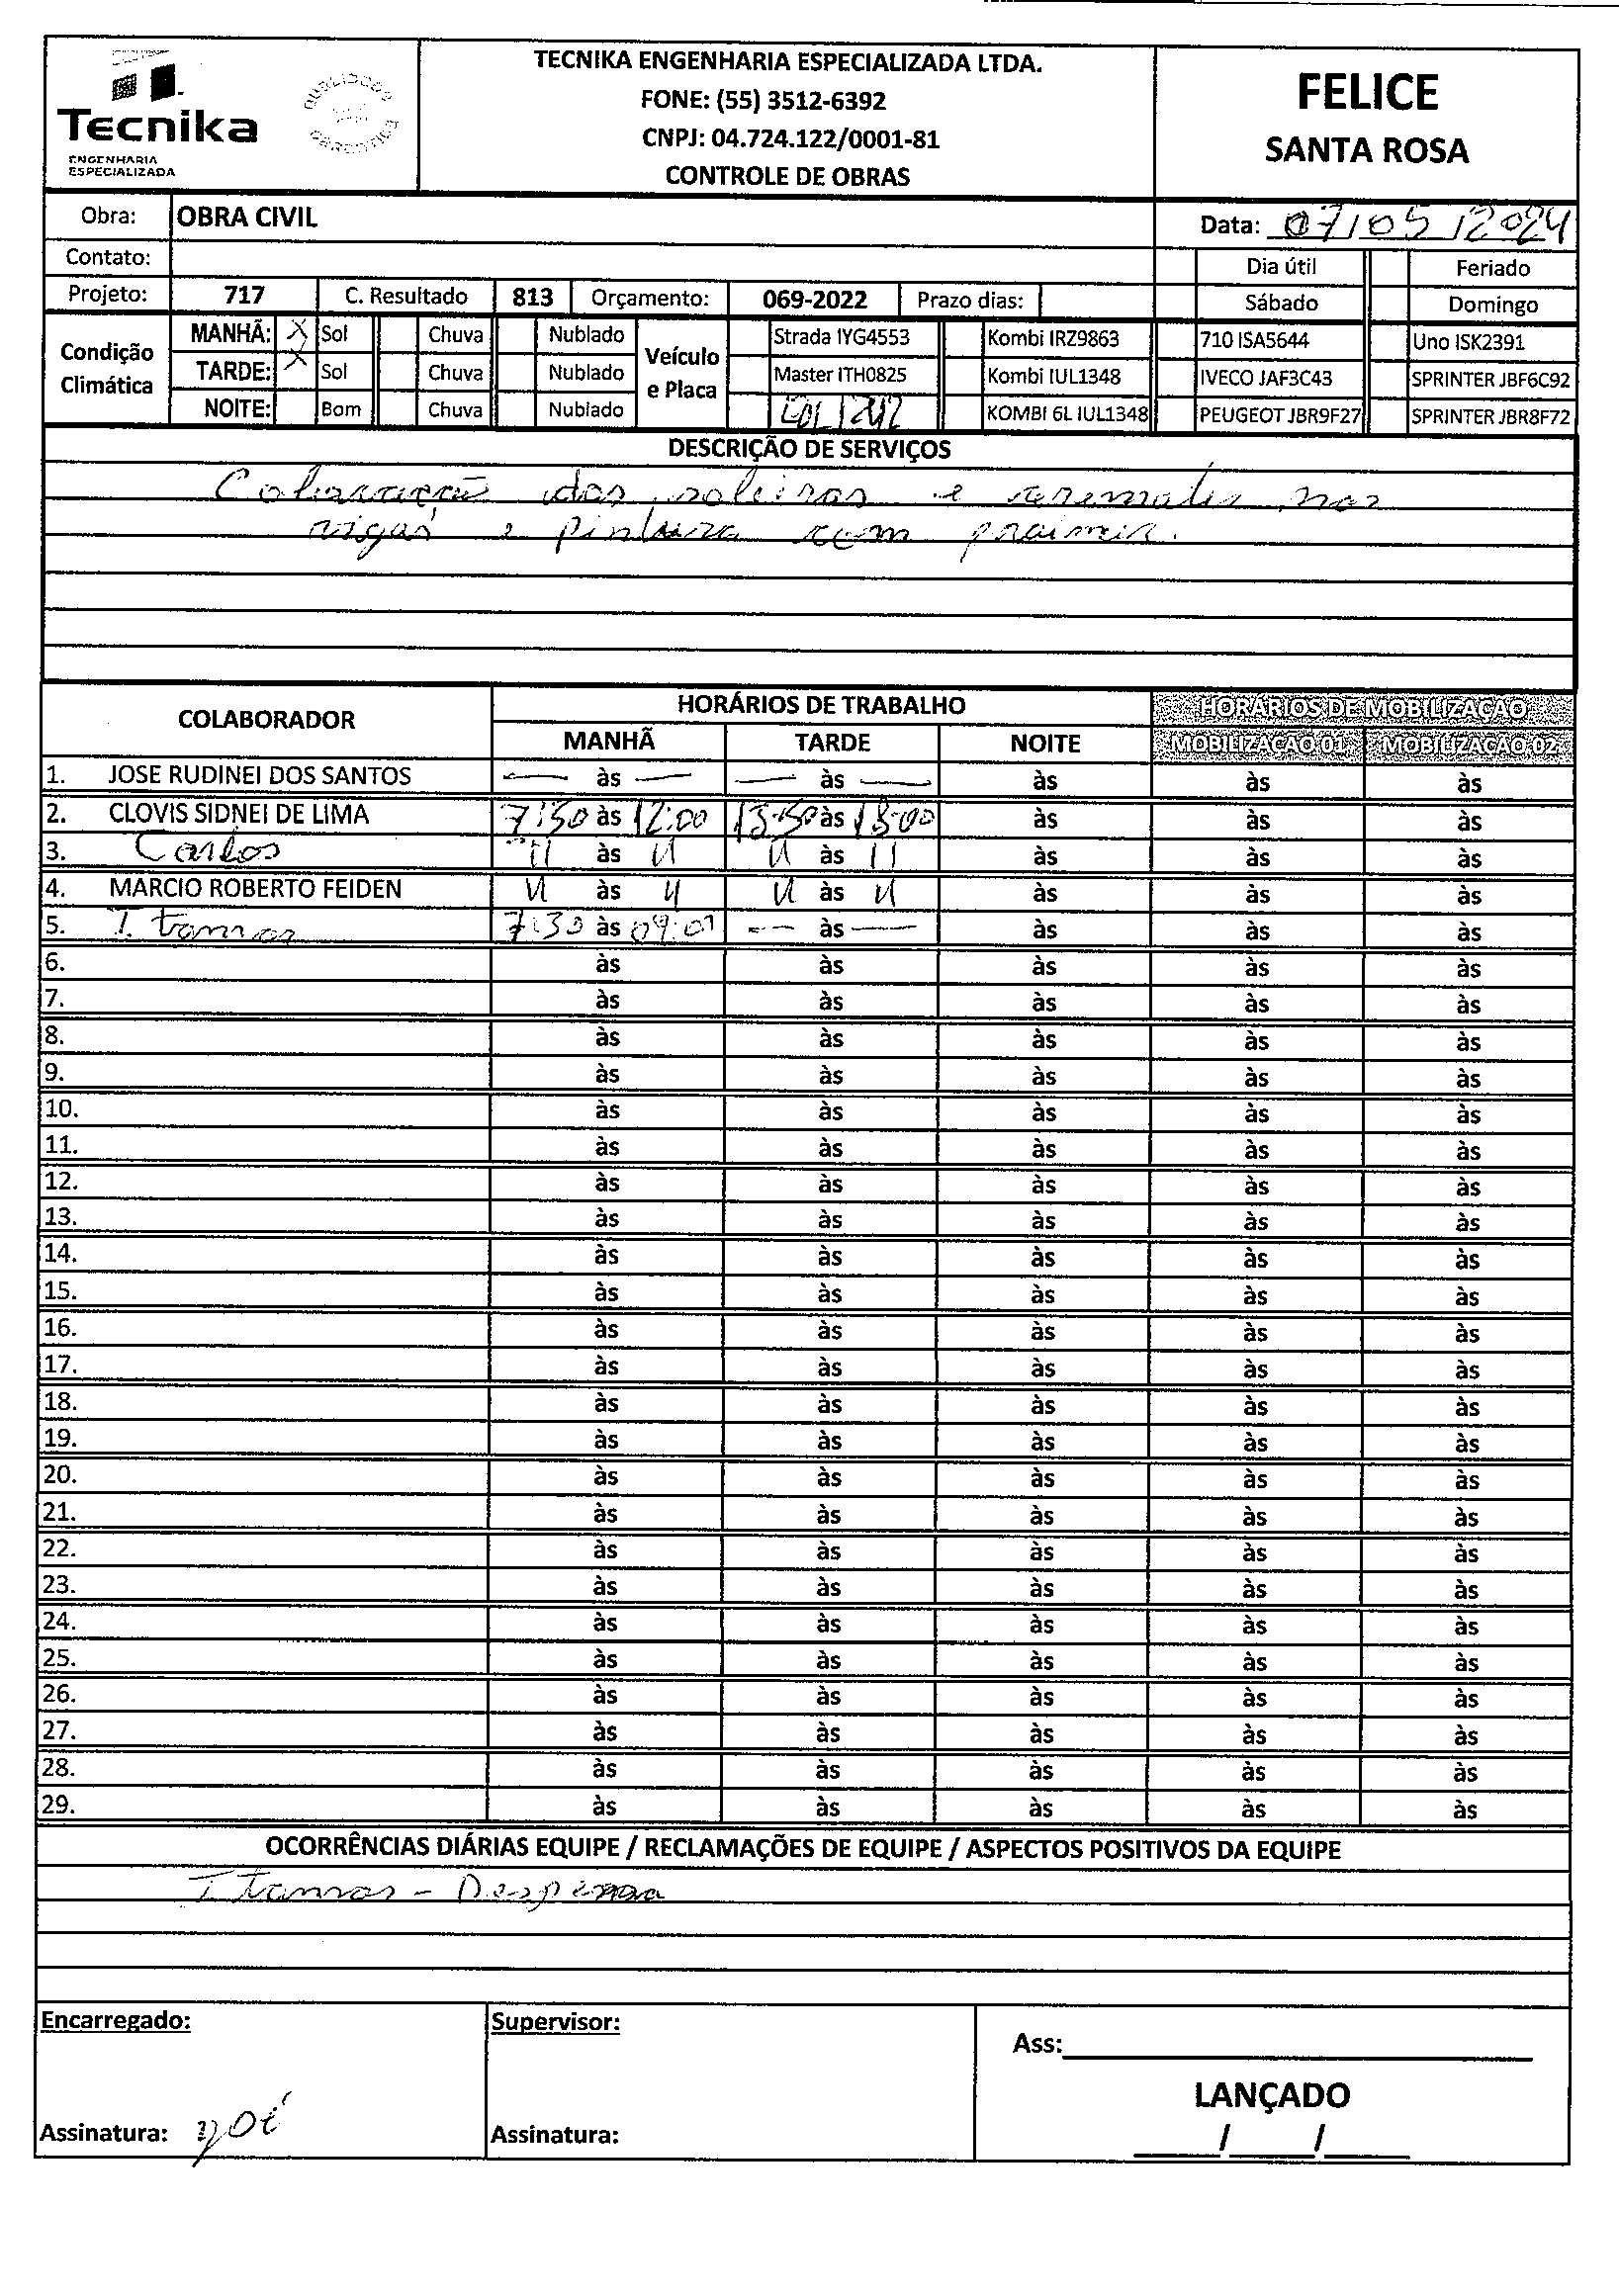 Tecnika
ENGENHARIA
ESPECIALIZADA
TECNIKA ENGENHARIA ESPECIALIZADA LTDA.
FONE: (55) 3512-6392
CNPJ: 04.724.122/0001-81
CONTROLE DE OBRAS
FELICE
SANTA ROSA
Obra: OBRA CIVIL
Data: 07/05/2024
Contato:
Dia útil Feriado
Projeto: 717 C. Resultado 813 Orçamento: 069-2022 Prazo dias: Sábado Domingo
Condição Climática
MANHÃ: X Sol Chuva Nublado
TARDE: X Sol Chuva Nublado
NOITE: Bom Chuva Nublado
Veículo e Placa
Strada IYG4553 Kombi IRZ9863 710 ISA5644 Uno ISK2391
Master ITH0825 Kombi IUL1348 IVECO JAF3C43 SPRINTER JBF6C92
KOMBI 6L IUL1348 PEUGEOT JBR9F27 SPRINTER JBR8F72
DESCRIÇÃO DE SERVIÇOS
das soleiras e nas
vigas e pintura com
COLABORADOR HORÁRIOS DE TRABALHO HORÁRIOS DE MOBILIZAÇÃO
MANHÃ TARDE NOITE MOBILIZAÇÃO 01 MOBILIZAÇÃO 02
1. JOSE RUDINEI DOS SANTOS — às — — às — às às às
2. CLOVIS SIDNEI DE LIMA 7:30 às 12:00 13:30 às 18:00 às às às
3. Carlos " às " " às " às às às
4. MARCIO ROBERTO FEIDEN " às " " às " às às às
5. Itamar 7:30 às 09:01 -- às — às às às
6. às às às às às
7. às às às às às
8. às às às às às
9. às às às às às
10. às às às às às
11. às às às às às
12. às às às às às
13. às às às às às
14. às às às às às
15. às às às às às
16. às às às às às
17. às às às às às
18. às às às às às
19. às às às às às
20. às às às às às
21. às às às às às
22. às às às às às
23. às às às às às
24. às às às às às
25. às às às às às
26. às às às às às
27. às às às às às
28. às às às às às
29. às às às às às
OCORRÊNCIAS DIÁRIAS EQUIPE / RECLAMAÇÕES DE EQUIPE / ASPECTOS POSITIVOS DA EQUIPE
Itamar -
Encarregado: Supervisor:
Ass:
LANÇADO
Assinatura: Assinatura:
/ /